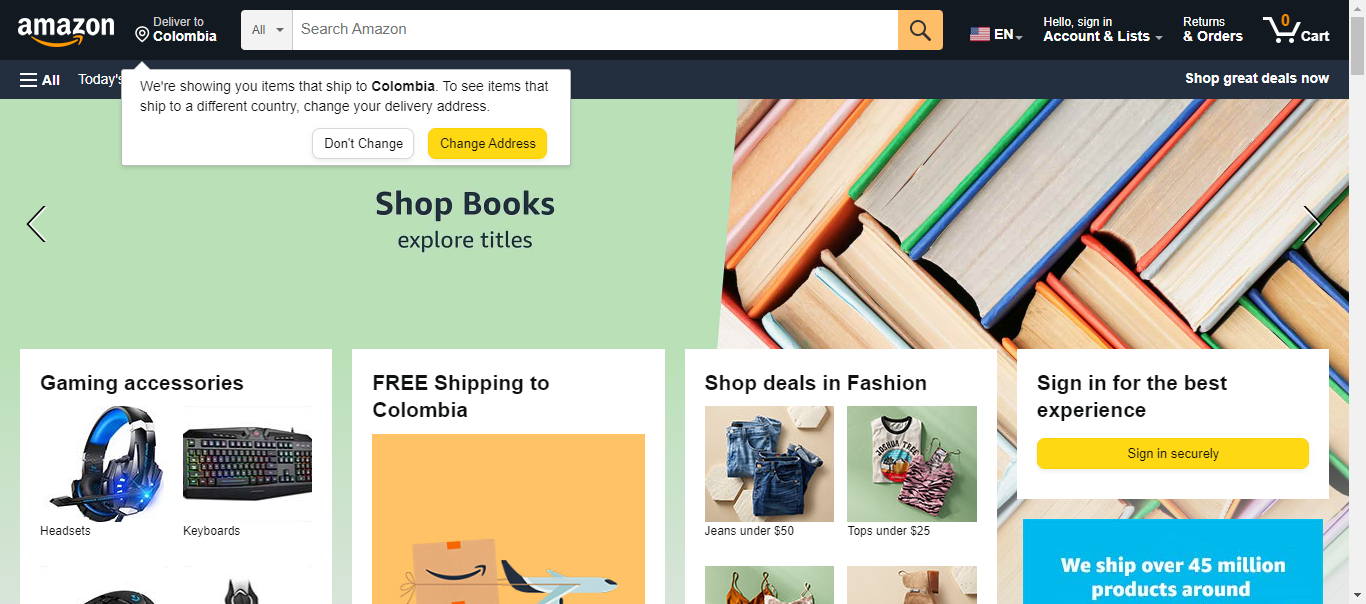 amazon
Deliver to
Colombia
All
Search Amazon
EN
Hello, sign in
Account & Lists
Returns
& Orders
0
Cart
All
Today's
Shop great deals now
We're showing you items that ship to Colombia. To see items that
ship to a different country, change your delivery address.
Don't Change
Change Address
Shop Books
explore titles
Gaming accessories
Headsets
Keyboards
FREE Shipping to
Colombia
Shop deals in Fashion
JOSHUA TREE
Jeans under $50
Tops under $25
Sign in for the best
experience
Sign in securely
We ship over 45 million
products around